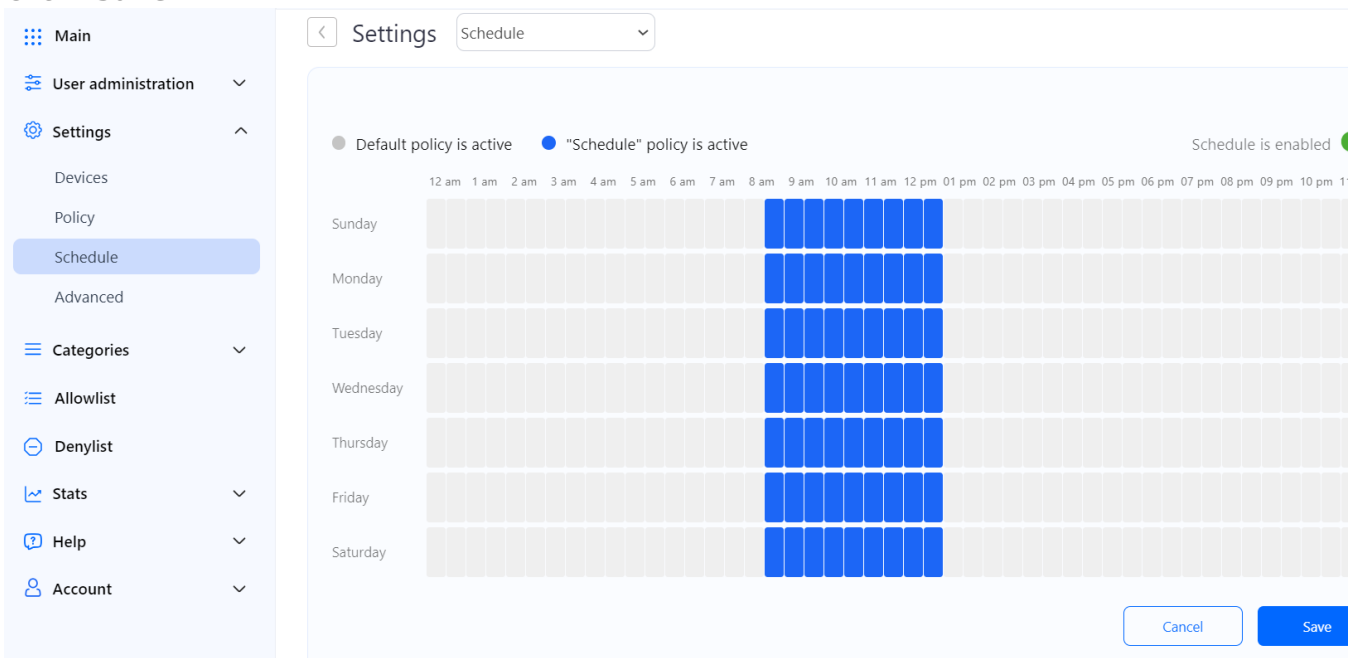 Main
User administration
Settings
Devices
Policy
Schedule
Advanced
Categories
Allowlist
Denylist
Stats
Help
Account
Settings Schedule
Default policy is active "Schedule" policy is active Schedule is enabled
12 am 1 am 2 am 3 am 4 am 5 am 6 am 7 am 8 am 9 am 10 am 11 am 12 pm 01 pm 02 pm 03 pm 04 pm 05 pm 06 pm 07 pm 08 pm 09 pm 10 pm
Sunday
Monday
Tuesday
Wednesday
Thursday
Friday
Saturday
Cancel Save